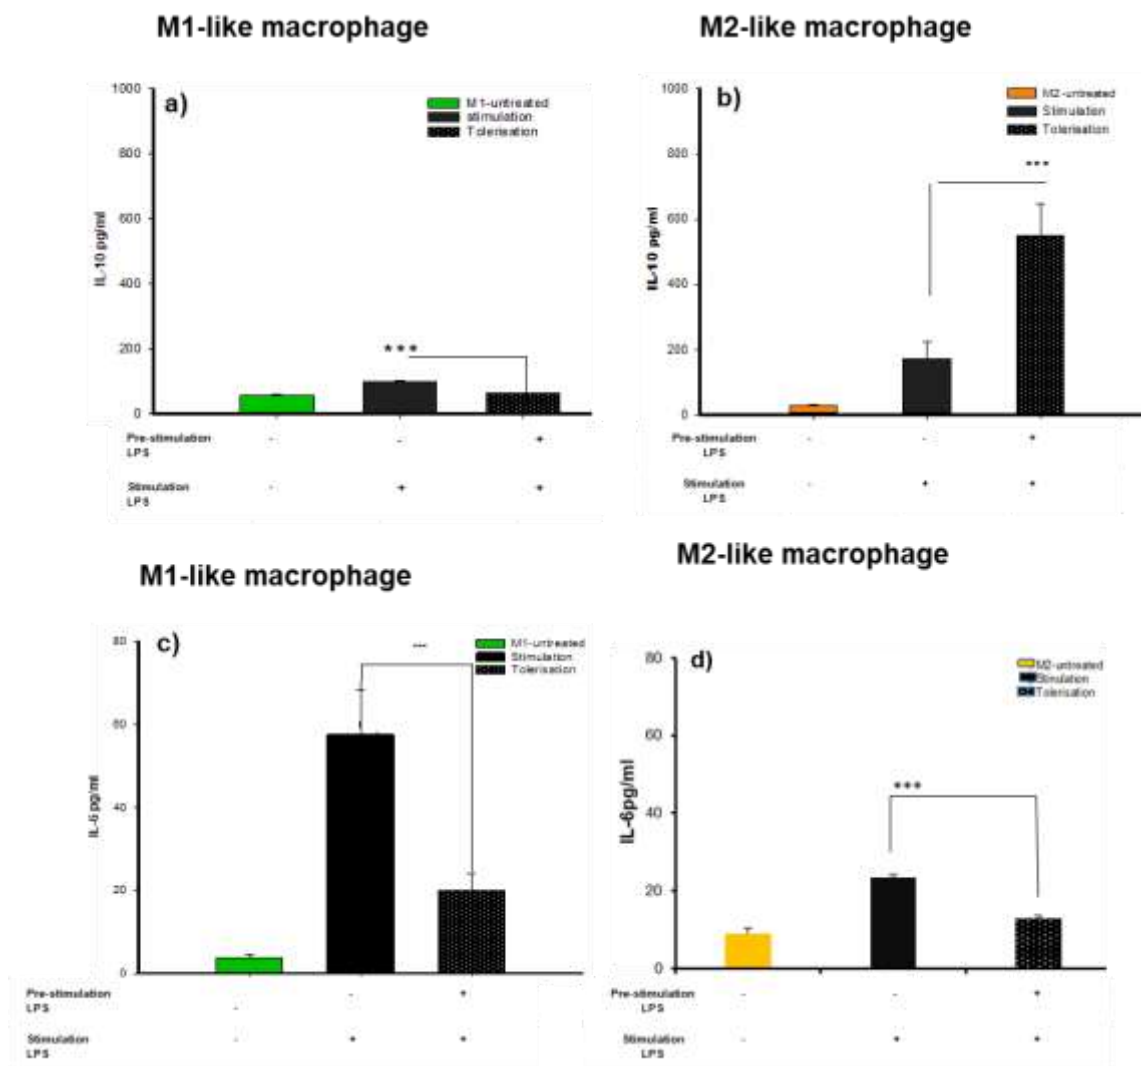 M1-like macrophage
M2-like macrophage
a)
M1-untreated
stimulation
Tolerisation
1000
800
600
400
200
0
IL-10 pg/ml
***
Pre-stimulation - - +
LPS
Stimulation - + +
LPS
b)
M2-untreated
Stimulation
Tolerisation
1000
800
600
400
200
0
IL-10 pg/ml
***
Pre-stimulation - - +
LPS
Stimulation - + +
LPS
M1-like macrophage
M2-like macrophage
c)
M1-untreated
Stimulation
Tolerisation
80
60
40
20
0
IL-6 pg/ml
***
Pre-stimulation - - +
LPS
Stimulation - + +
LPS
d)
M2-untreated
Stimulation
Tolerisation
80
60
40
20
0
IL-6pg/ml
***
Pre-stimulation - - +
LPS
Stimulation - + +
LPS